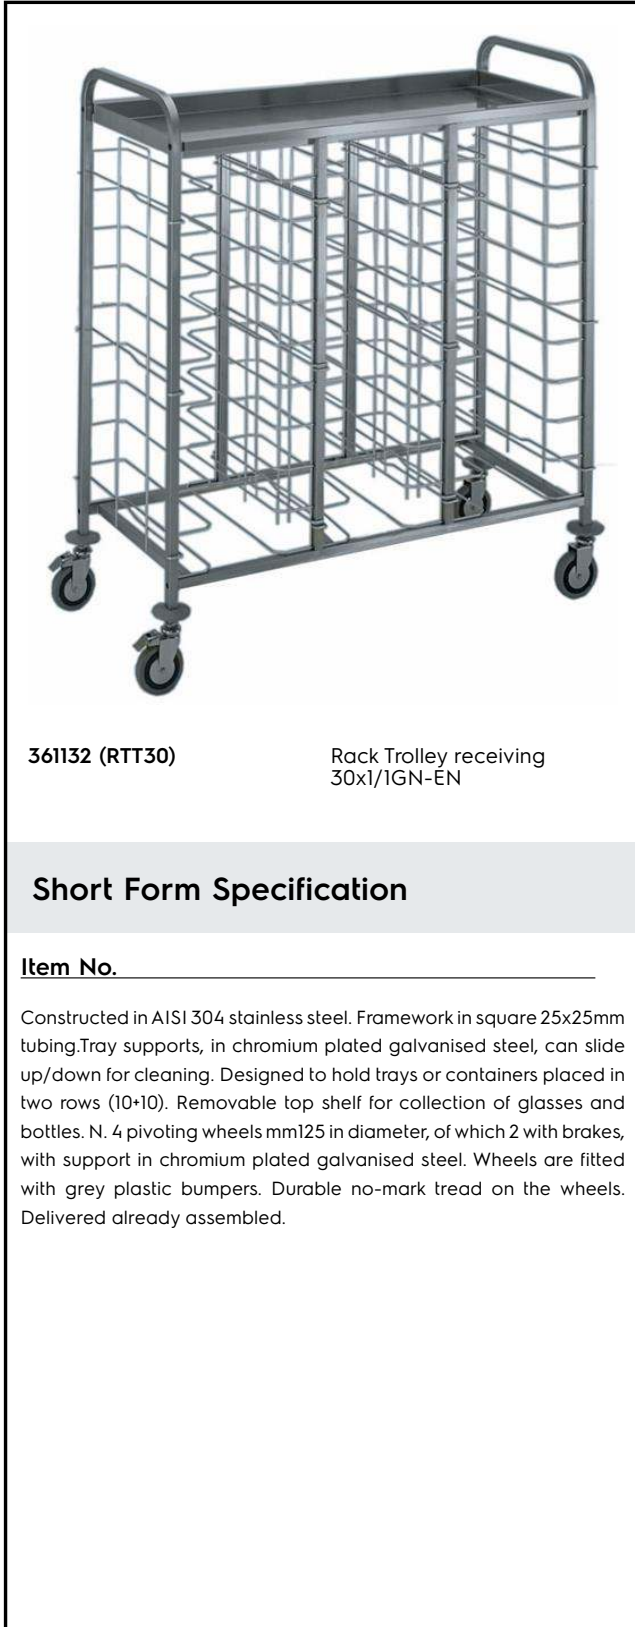 361132 (RTT30)
Rack Trolley receiving
30x1/1GN-EN
Short Form Specification
Item No.
Constructed in AISI 304 stainless steel. Framework in square 25x25mm
tubing.Tray supports, in chromium plated galvanised steel, can slide
up/down for cleaning. Designed to hold trays or containers placed in
two rows (10+10). Removable top shelf for collection of glasses and
bottles. N. 4 pivoting wheels mm125 in diameter, of which 2 with brakes,
with support in chromium plated galvanised steel. Wheels are fitted
with grey plastic bumpers. Durable no-mark tread on the wheels.
Delivered already assembled.